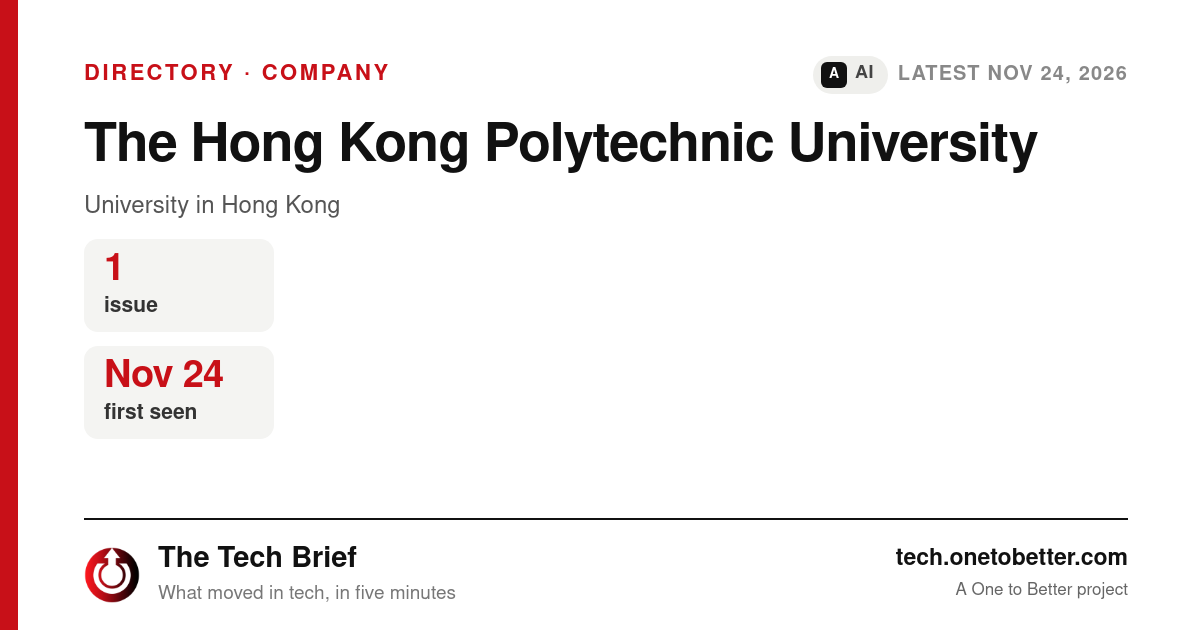 DIRECTORY · COMPANY
A AI LATEST NOV 24, 2026
The Hong Kong Polytechnic University
University in Hong Kong
1
issue
Nov 24
first seen
The Tech Brief
What moved in tech, in five minutes
tech.onetobetter.com
A One to Better project